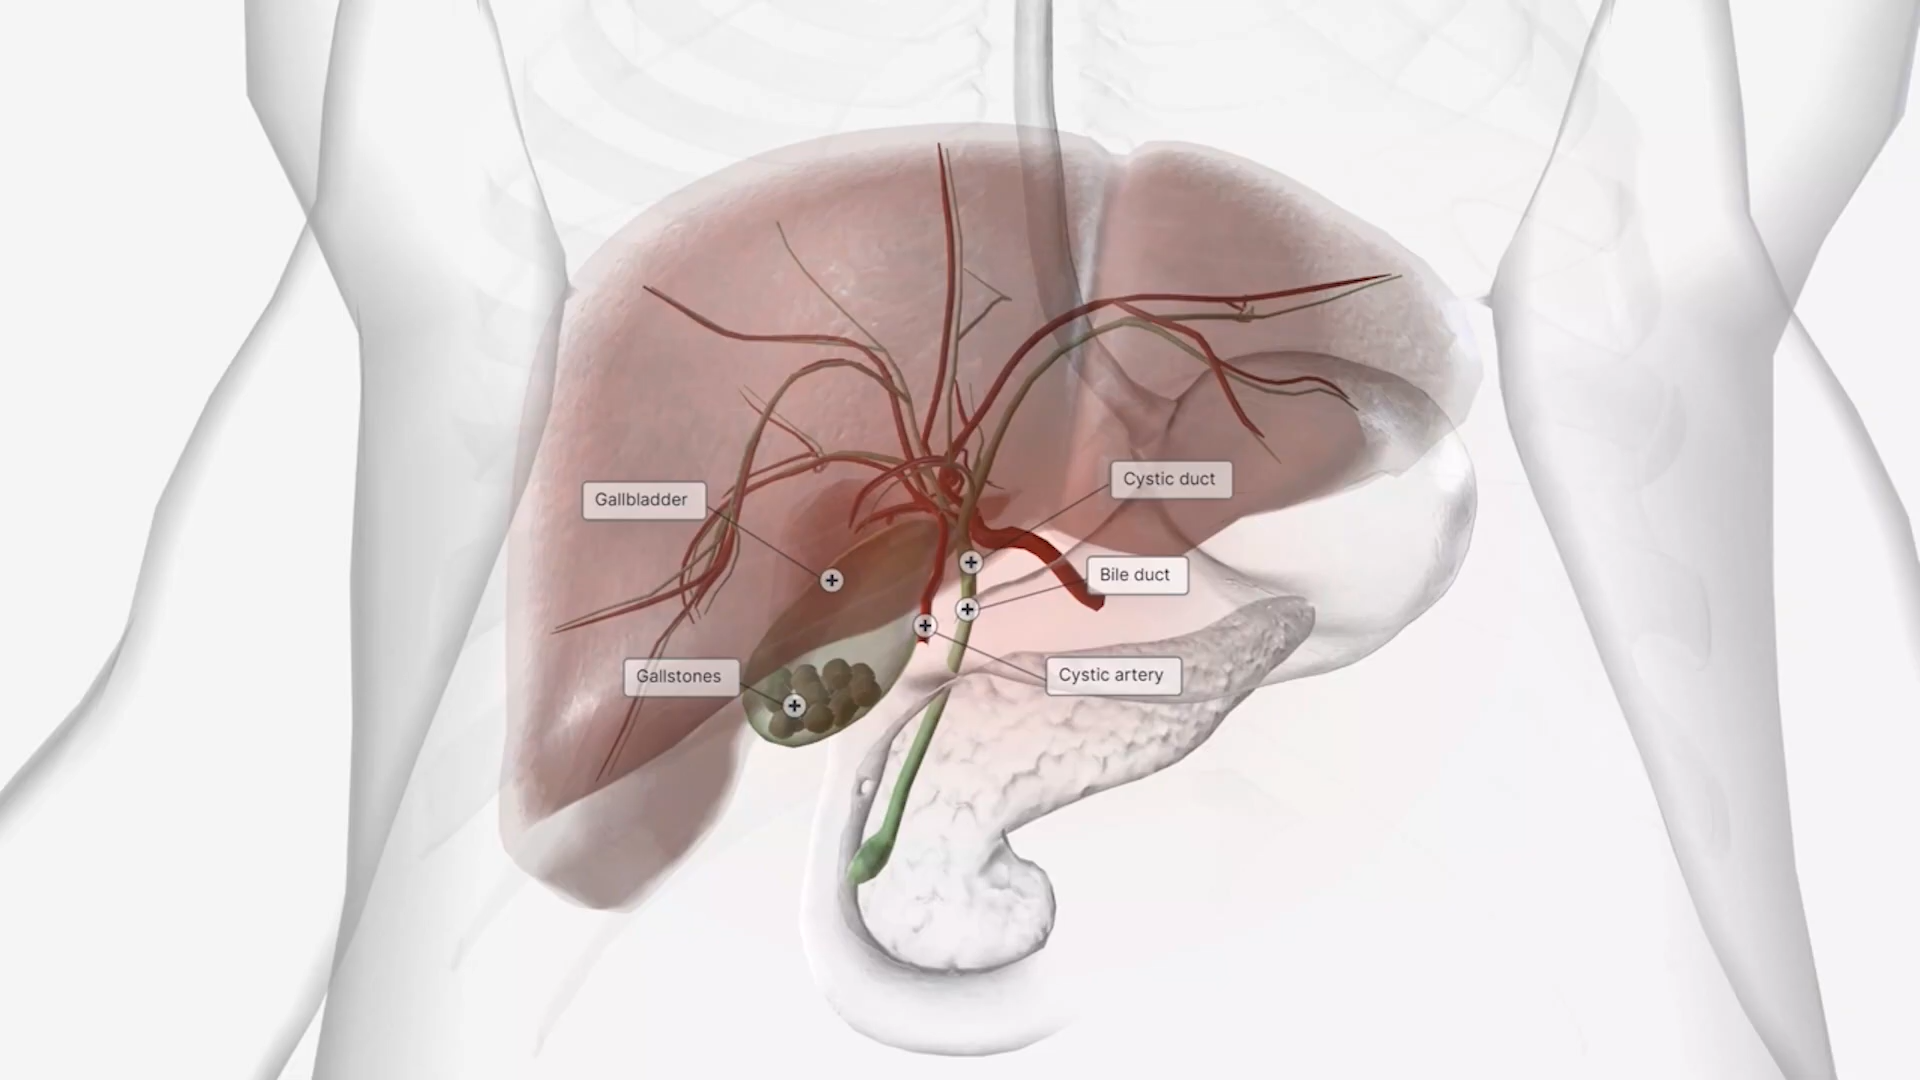 Cystic duct
Gallbladder
Bile duct
Gallstones
Cystic artery